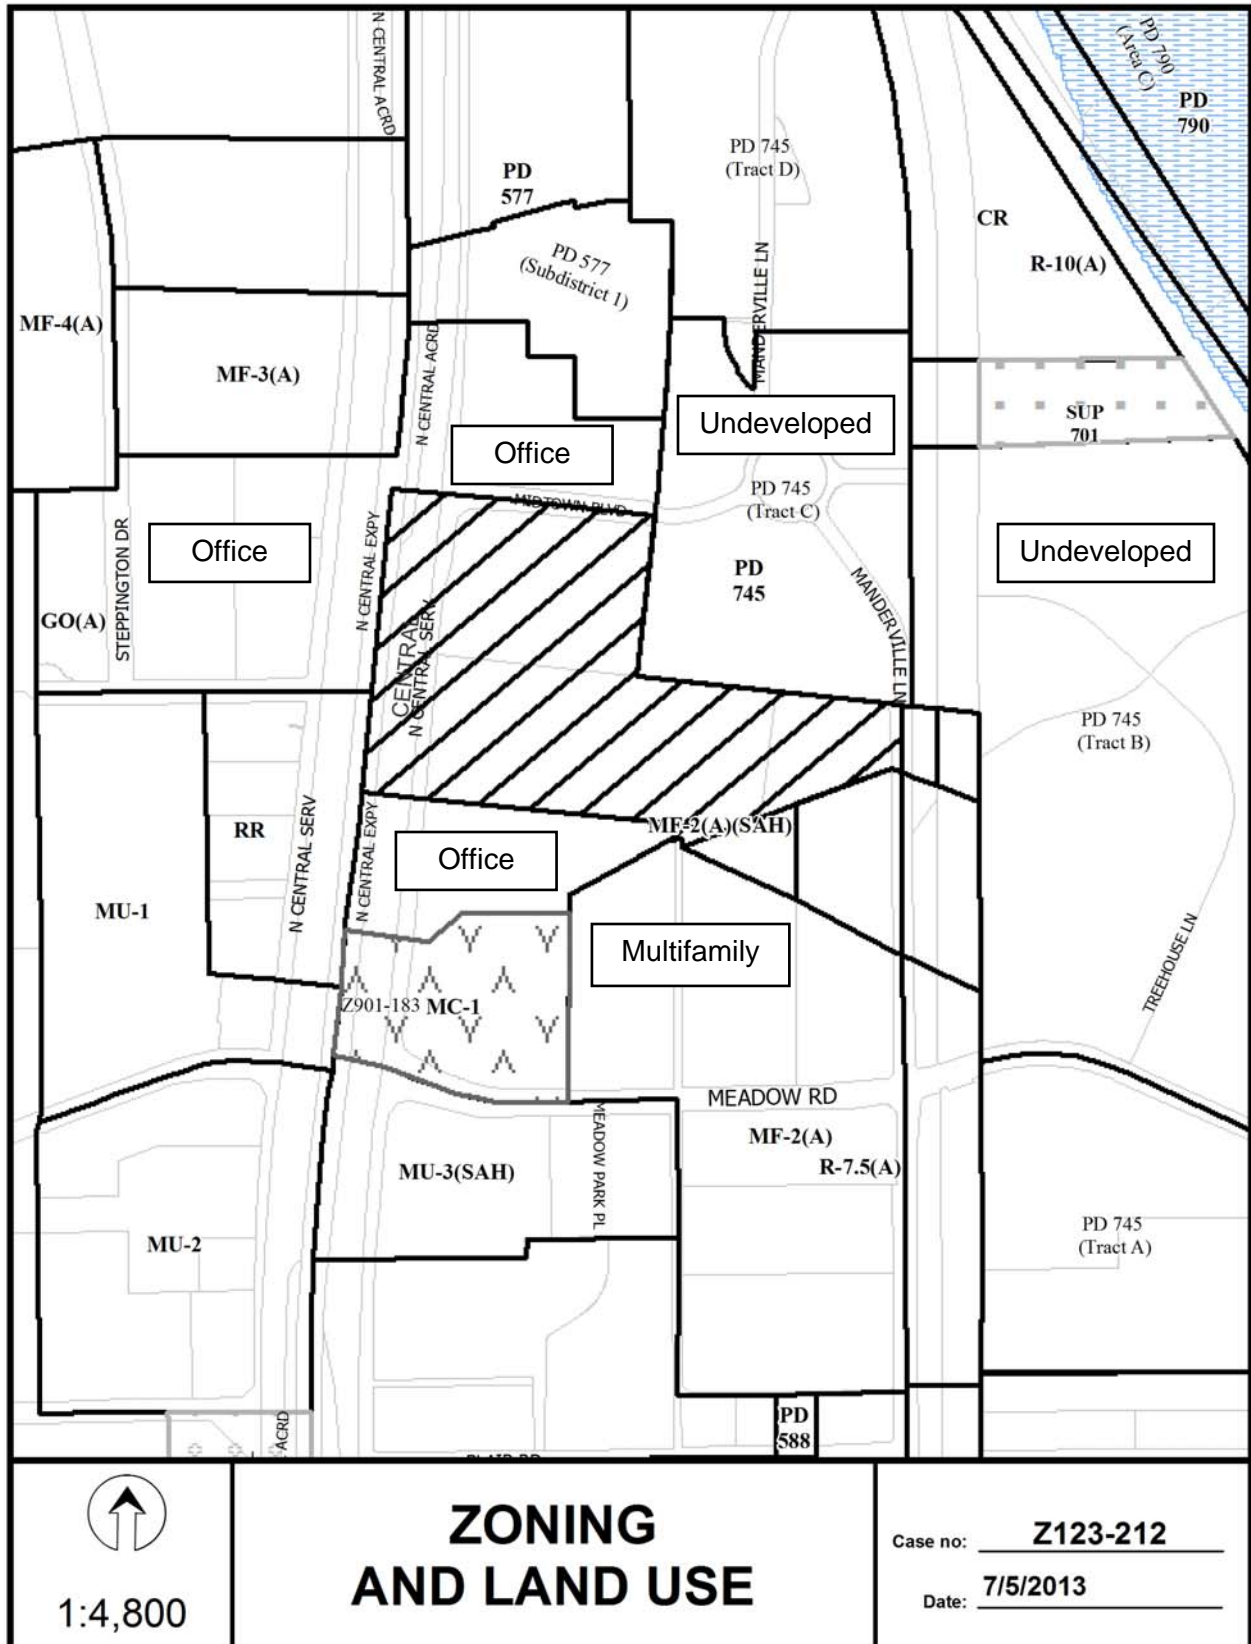 N CENTRAL ACRD
PD 790
(Area C)
PD
790
PD 745
(Tract D)
PD
577
CR
PD 577
(Subdistrict 1)
R-10(A)
MANDERVILLE LN
MF-4(A)
MF-3(A)
N CENTRAL ACRD
SUP
701
Undeveloped
Office
PD 745
(Tract C)
MIDTOWN BLVD
Office
Undeveloped
STEPPINGTON DR
N CENTRAL EXPY
PD
745
MANDERVILLE LN
GO(A)
CENTRAL
N CENTRAL SERV
PD 745
(Tract B)
RR
N CENTRAL SERV
N CENTRAL EXPY
MF-2(A)(SAH)
Office
MU-1
Multifamily
TREEHOUSE LN
Z901-183
MC-1
MEADOW RD
MEADOW PARK PL
MF-2(A)
R-7.5(A)
MU-3(SAH)
MU-2
PD 745
(Tract A)
ACRD
PD
588
1:4,800
ZONING
AND LAND USE
Case no: Z123-212
Date: 7/5/2013